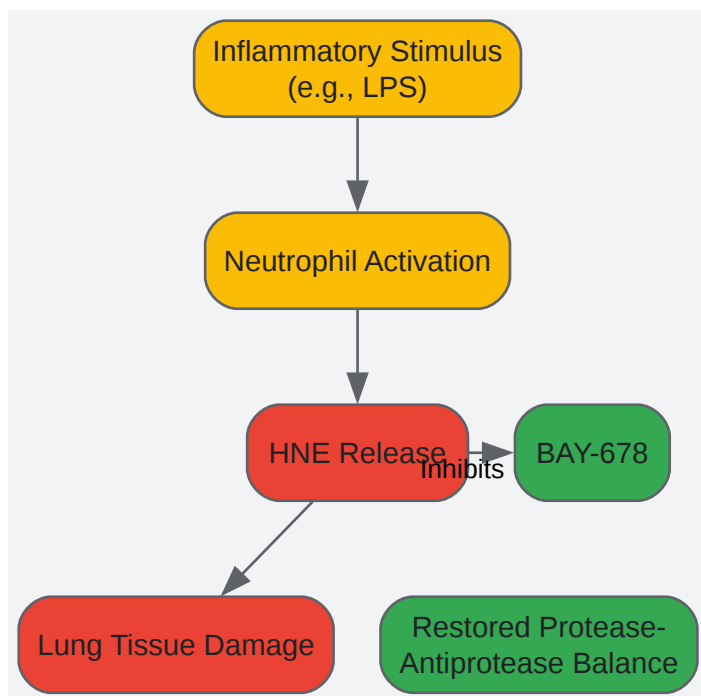 Inflammatory Stimulus
(e.g., LPS)
Neutrophil Activation
HNE Release
Inhibits
BAY-678
Lung Tissue Damage
Restored Protease-
Antiprotease Balance